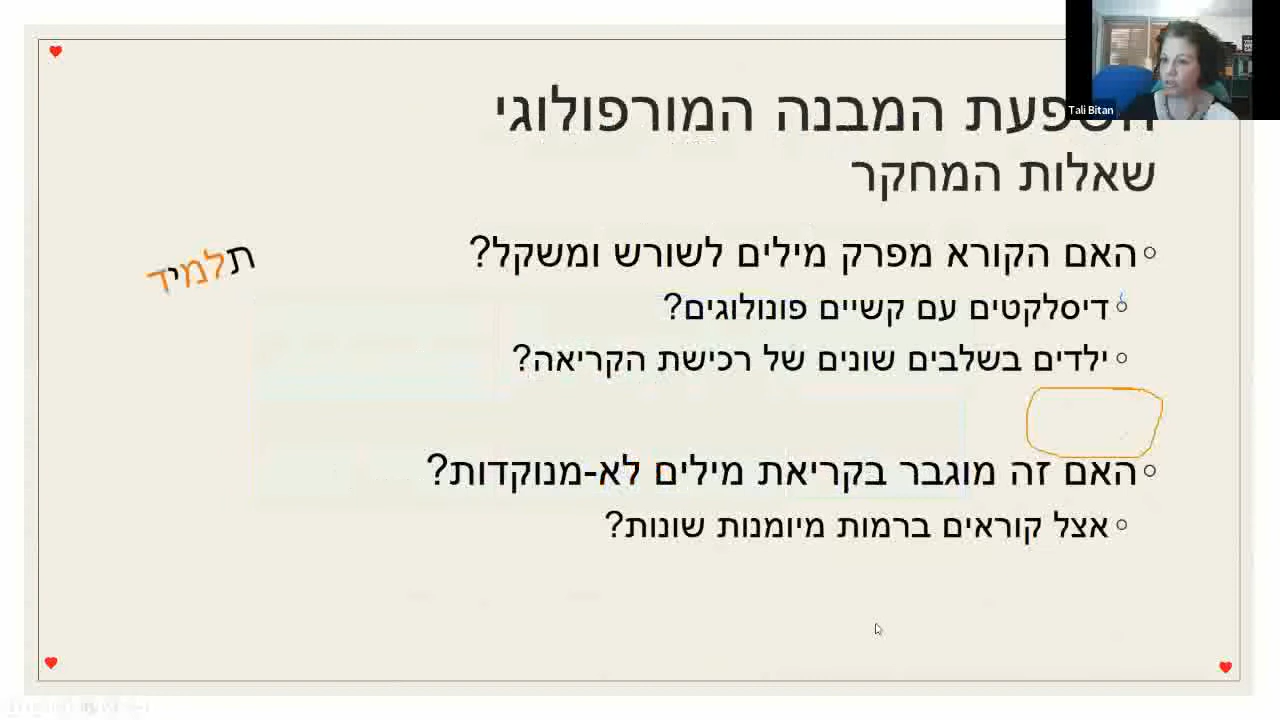 Tali Bitan
השפעת המבנה המורפולוגי
שאלות המחקר
האם הקורא מפרק מילים לשורש ומשקל?
תלמיד
דיסלקטים עם קשיים פונולוגים?
ילדים בשלבים שונים של רכישת הקריאה?
האם זה מוגבר בקריאת מילים לא-מנוקדות?
אצל קוראים ברמות מיומנות שונות?